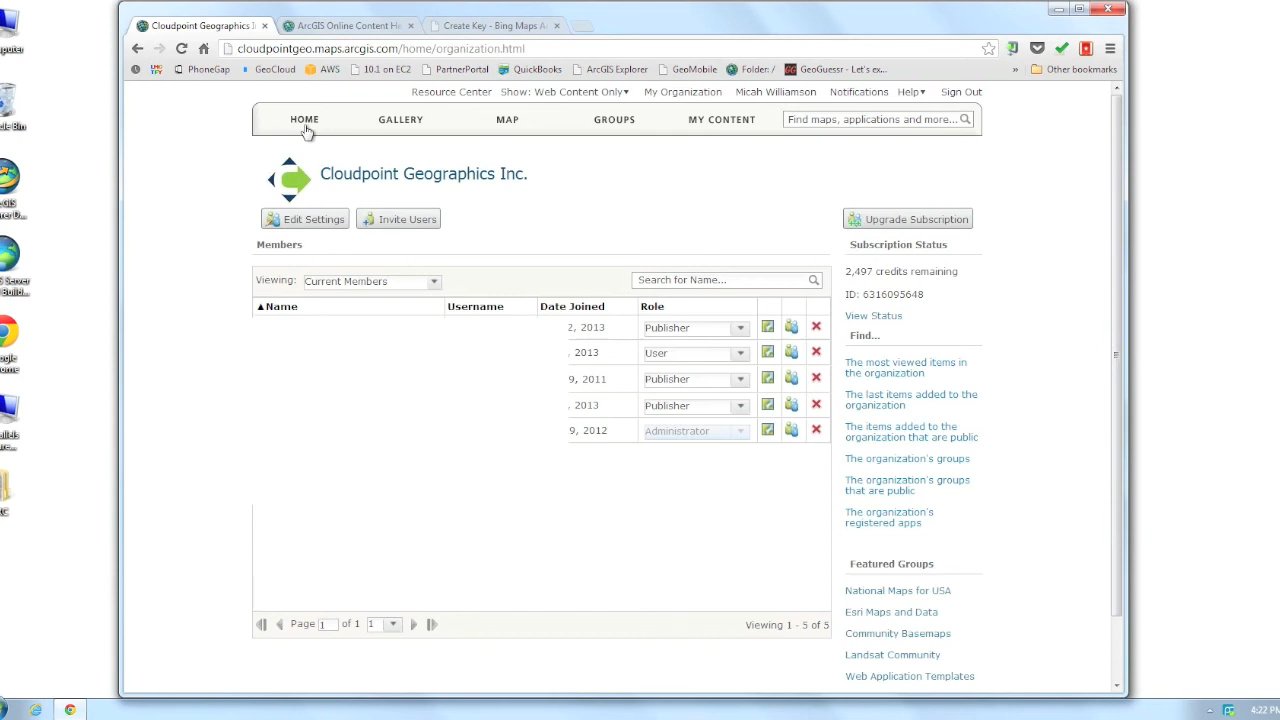 Cloudpoint Geographics I
ArcGIS Online Content H
Create Key - Bing Maps A
cloudpointgeo.maps.arcgis.com/home/organization.html
PhoneGap GeoCloud AWS 10.1 on EC2 PartnerPortal QuickBooks ArcGIS Explorer GeoMobile Folder: / GeoGuessr - Let's ex... » Other bookmarks
Resource Center Show: Web Content Only▾ My Organization Micah Williamson Notifications Help▾ Sign Out
HOME GALLERY MAP GROUPS MY CONTENT Find maps, applications and more...
Cloudpoint Geographics Inc.
Edit Settings Invite Users Upgrade Subscription
Members
Viewing: Current Members Search for Name...
▲Name Username Date Joined Role
2, 2013 Publisher
, 2013 User
9, 2011 Publisher
, 2013 Publisher
9, 2012 Administrator
Page 1 of 1 1 Viewing 1 - 5 of 5
Subscription Status
2,497 credits remaining
ID: 6316095648
View Status
Find...
The most viewed items in
the organization
The last items added to the
organization
The items added to the
organization that are public
The organization's groups
The organization's groups
that are public
The organization's
registered apps
Featured Groups
National Maps for USA
Esri Maps and Data
Community Basemaps
Landsat Community
Web Application Templates
4:22 PM